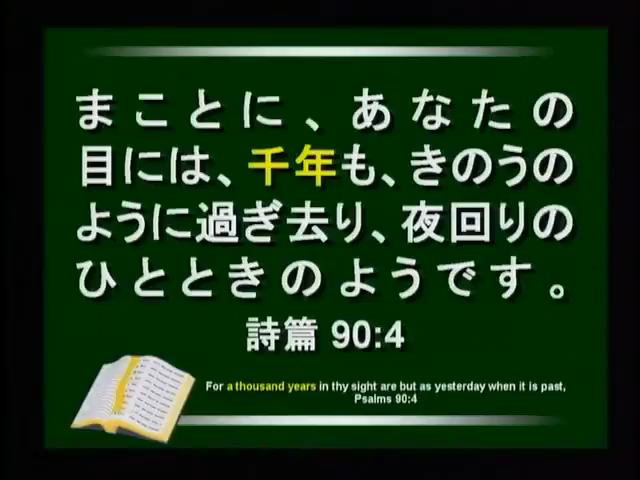 まことに、あなたの
目には、千年も、きのうの
ように過ぎ去り、夜回りの
ひとときのようです。
詩篇 90:4
For a thousand years in thy sight are but as yesterday when it is past,
Psalms 90:4